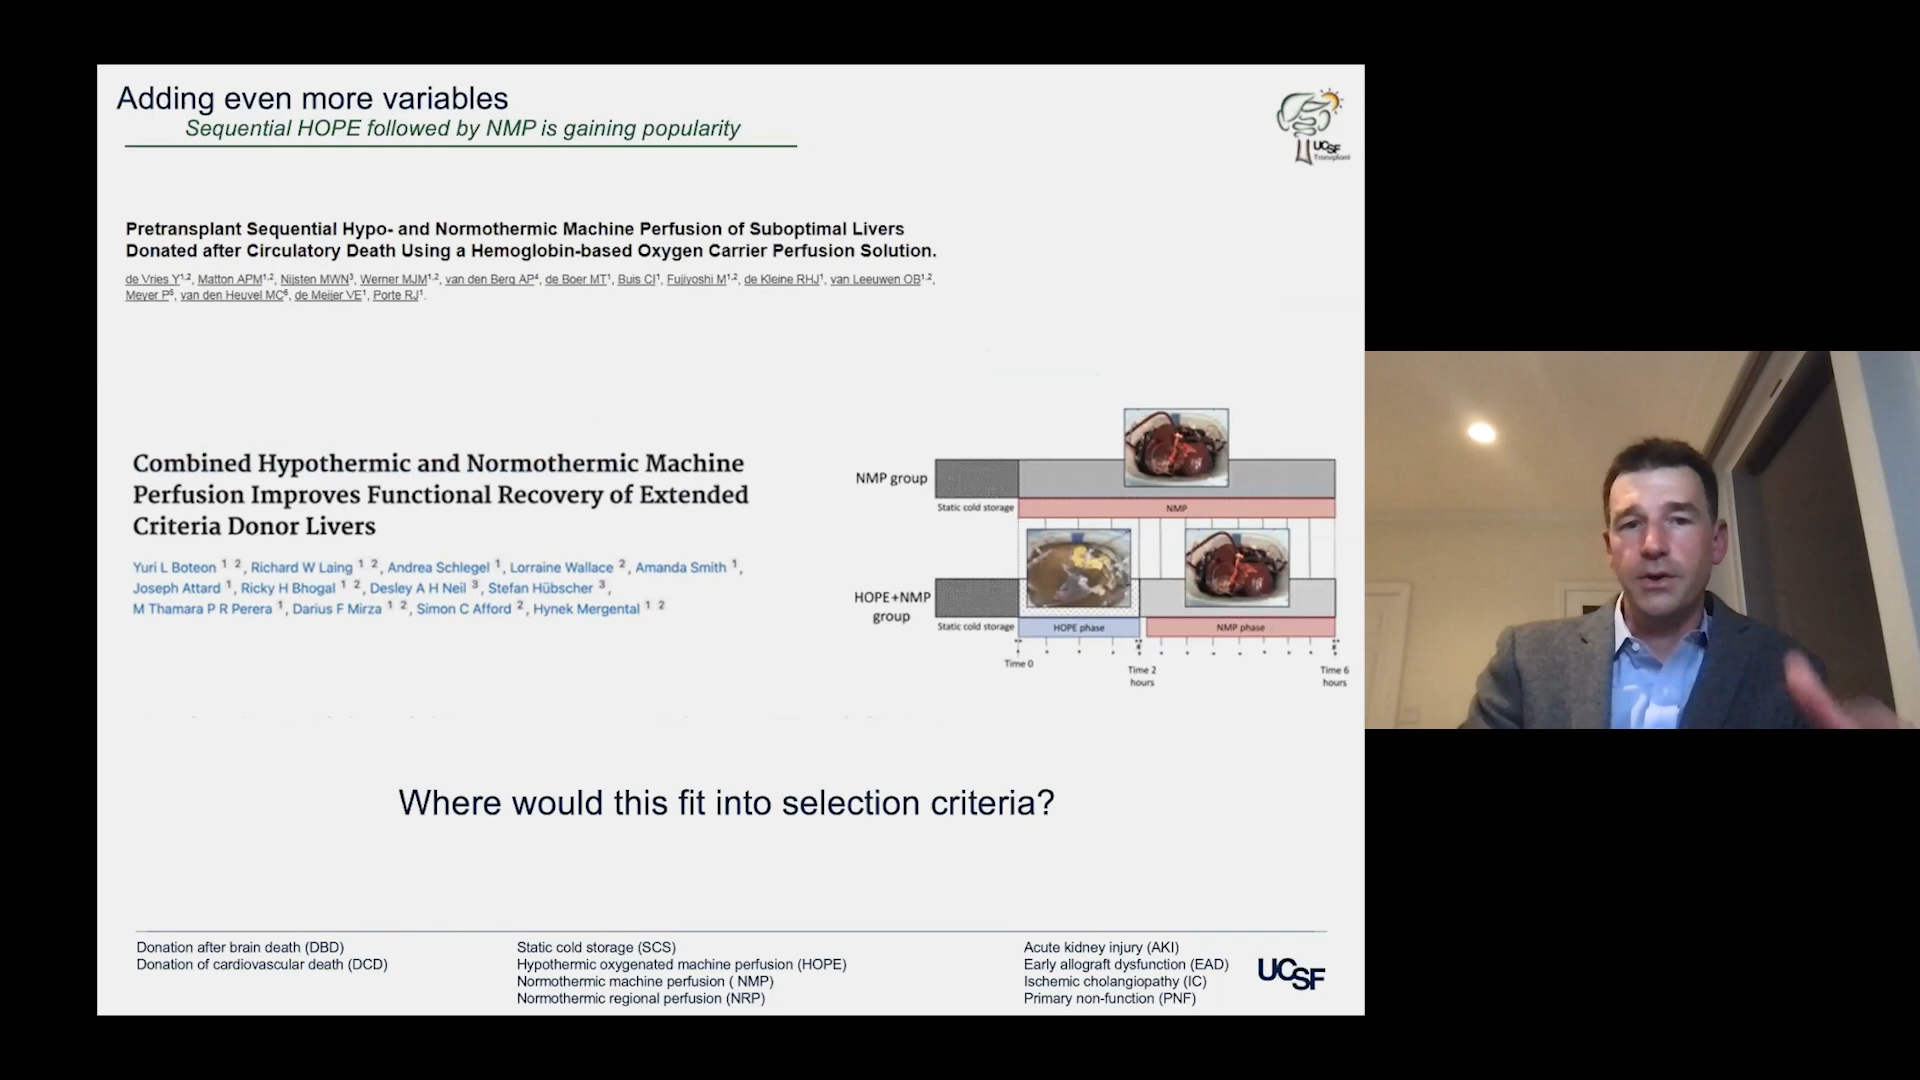 Adding even more variables
Sequential HOPE followed by NMP is gaining popularity
UCSF
Transplant
Pretransplant Sequential Hypo- and Normothermic Machine Perfusion of Suboptimal Livers
Donated after Circulatory Death Using a Hemoglobin-based Oxygen Carrier Perfusion Solution.
de Vries Y1,2, Matton APM1,2, Nijsten MWN3, Werner MJM1,2, van den Berg AP4, de Boer MT1, Buis CI1, Fujiyoshi M1,2, de Kleine RHJ1, van Leeuwen OB1,2,
Meyer P5, van den Heuvel MC6, de Meijer VE1, Porte RJ1.
Combined Hypothermic and Normothermic Machine
Perfusion Improves Functional Recovery of Extended
Criteria Donor Livers
Yuri L Boteon 1 2, Richard W Laing 1 2, Andrea Schlegel 1, Lorraine Wallace 2, Amanda Smith 1,
Joseph Attard 1, Ricky H Bhogal 1 2, Desley A H Neil 3, Stefan Hübscher 3,
M Thamara P R Perera 1, Darius F Mirza 1 2, Simon C Afford 2, Hynek Mergental 1 2
NMP group
Static cold storage
NMP
HOPE+NMP
group
Static cold storage
HOPE phase
NMP phase
Time 0
Time 2
hours
Time 6
hours
Where would this fit into selection criteria?
Donation after brain death (DBD)
Donation of cardiovascular death (DCD)
Static cold storage (SCS)
Hypothermic oxygenated machine perfusion (HOPE)
Normothermic machine perfusion ( NMP)
Normothermic regional perfusion (NRP)
Acute kidney injury (AKI)
Early allograft dysfunction (EAD)
Ischemic cholangiopathy (IC)
Primary non-function (PNF)
UCSF